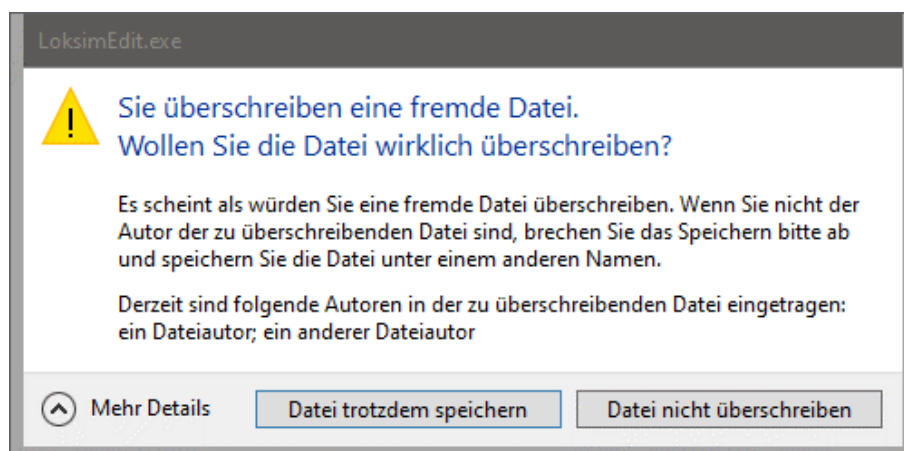 LoksimEdit.exe
Sie überschreiben eine fremde Datei.
Wollen Sie die Datei wirklich überschreiben?
Es scheint als würden Sie eine fremde Datei überschreiben. Wenn Sie nicht der
Autor der zu überschreibenden Datei sind, brechen Sie das Speichern bitte ab
und speichern Sie die Datei unter einem anderen Namen.
Derzeit sind folgende Autoren in der zu überschreibenden Datei eingetragen:
ein Dateiautor; ein anderer Dateiautor
Mehr Details Datei trotzdem speichern Datei nicht überschreiben